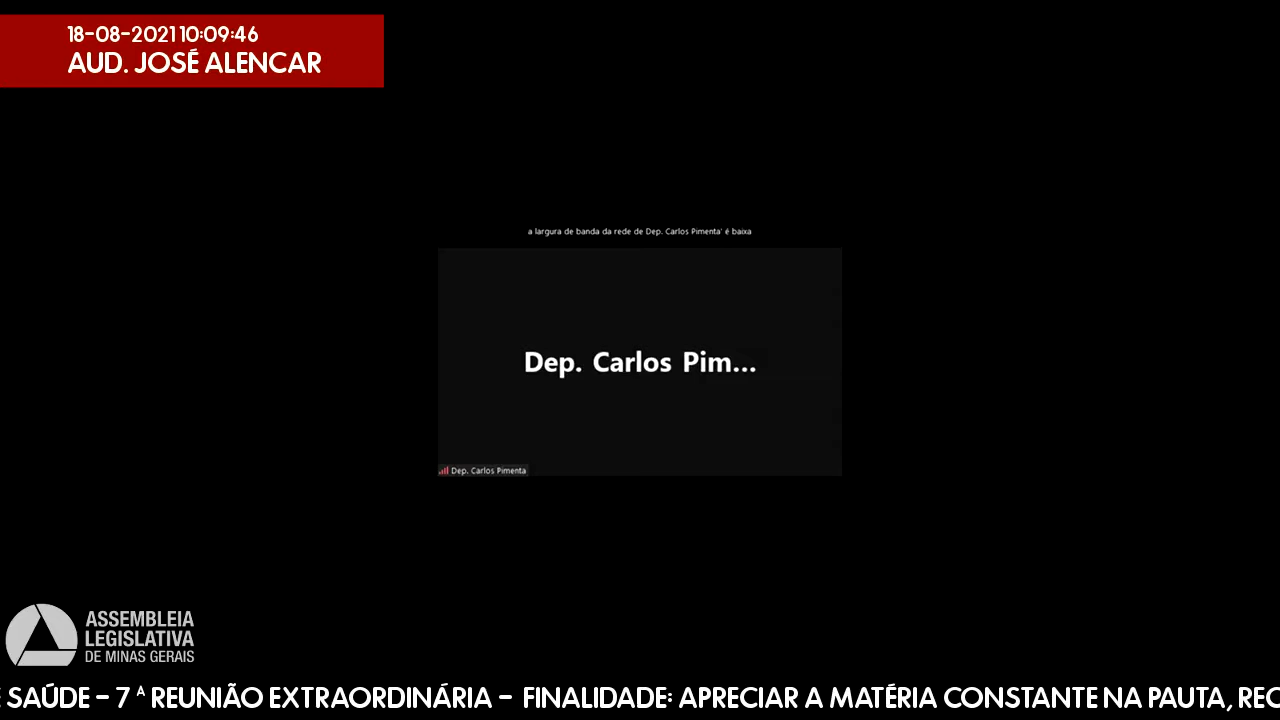 18-08-2021 10:09:46
AUD. JOSÉ ALENCAR
a largura de banda da rede de Dep. Carlos Pimenta' é baixa
Dep. Carlos Pim...
Dep. Carlos Pimenta
ASSEMBLEIA
LEGISLATIVA
DE MINAS GERAIS
SAÚDE - 7 ª REUNIÃO EXTRAORDINÁRIA - FINALIDADE: APRECIAR A MATÉRIA CONSTANTE NA PAUTA, REC